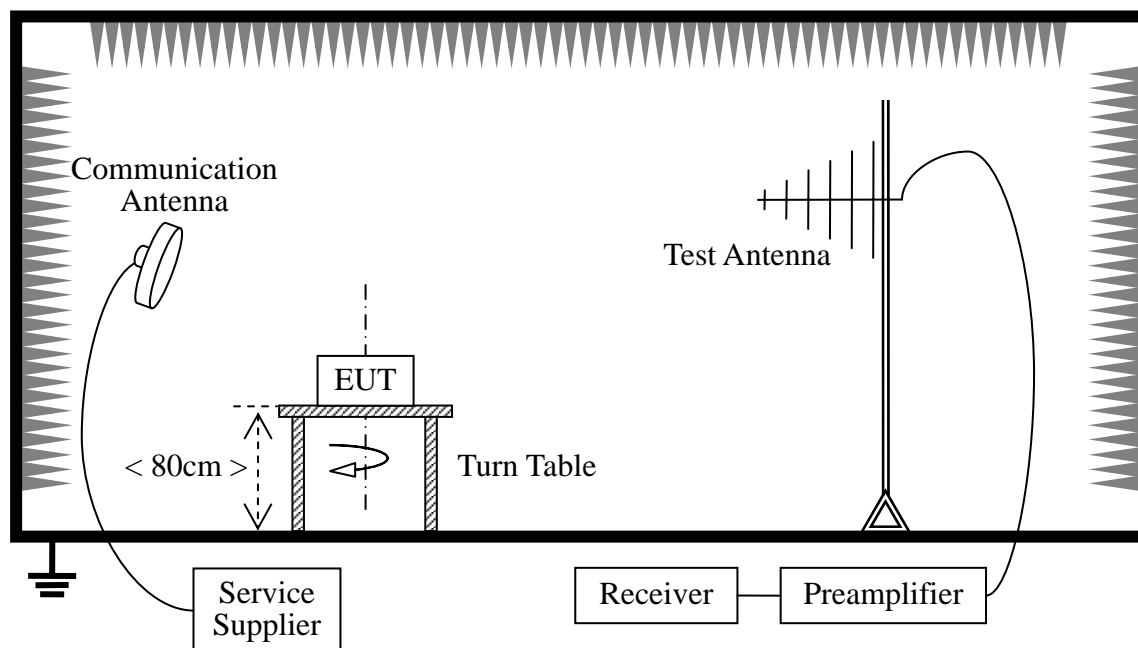 Communication
Antenna
Test Antenna
EUT
< 80cm >
Turn Table
Service
Supplier
Receiver
Preamplifier